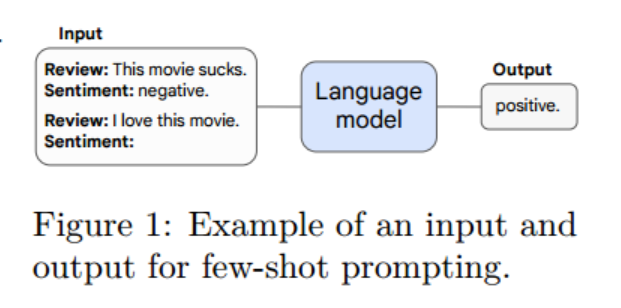 Input
Review: This movie sucks.
Sentiment: negative.
Review: I love this movie.
Sentiment:
Language
model
Output
positive.
Figure 1: Example of an input and
output for few-shot prompting.